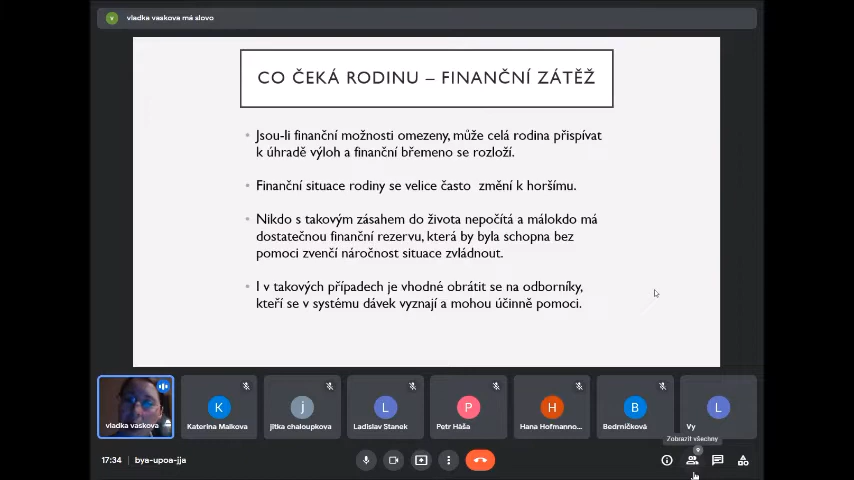 v
vladka vaskova má slovo
CO ČEKÁ RODINU – FINANČNÍ ZÁTĚŽ
• Jsou-li finanční možnosti omezeny, může celá rodina přispívat
k úhradě výloh a finanční břemeno se rozloží.
• Finanční situace rodiny se velice často změní k horšímu.
• Nikdo s takovým zásahem do života nepočítá a málokdo má
dostatečnou finanční rezervu, která by byla schopna bez
pomoci zvenčí náročnost situace zvládnout.
• I v takových případech je vhodné obrátit se na odborníky,
kteří se v systému dávek vyznají a mohou účinně pomoci.
K
j
L
P
H
B
L
vladka vaskova
Katerina Malkova
jitka chaloupkova
Ladislav Stanek
Petr Háša
Hana Hofmanno...
Bedrníčková
Vy
Zobrazit všechny
9
17:34
bya-upoa-jja